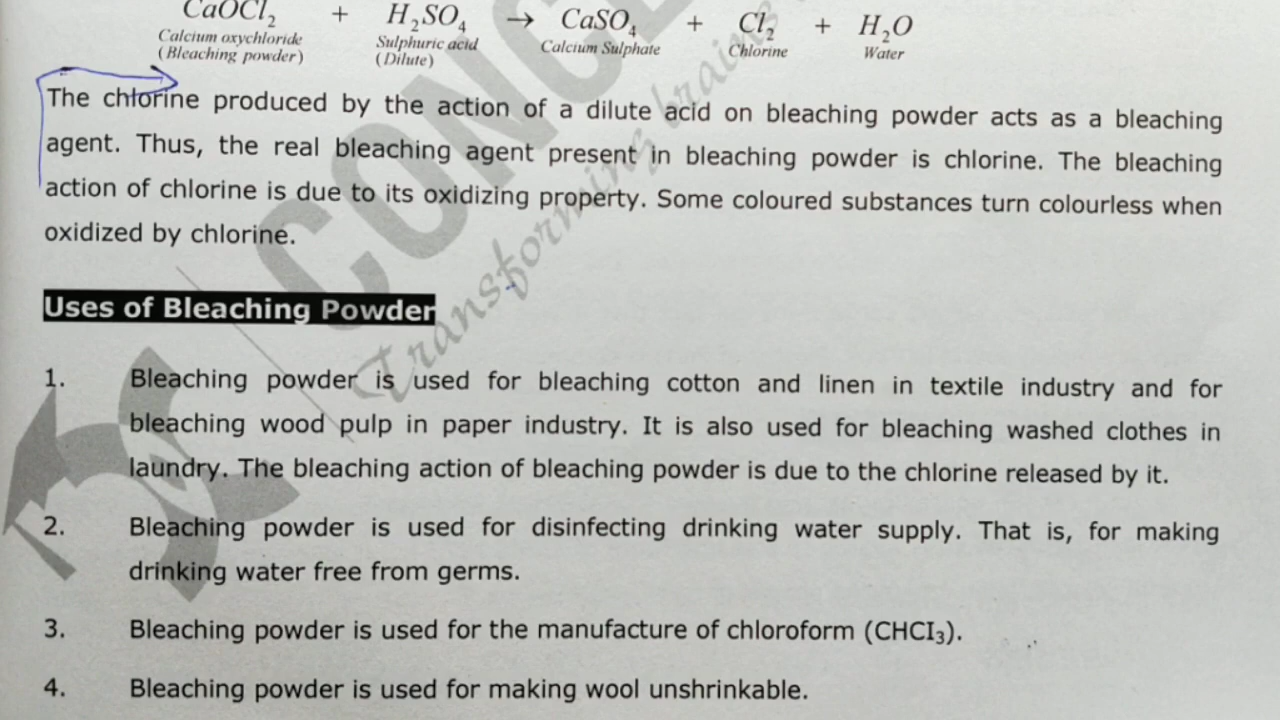 CaOCl₂ + H₂SO₄ → CaSO₄ + Cl₂ + H₂O
Calcium oxychloride Sulphuric acid Calcium Sulphate Chlorine Water
(Bleaching powder) (Dilute)
The chlorine produced by the action of a dilute acid on bleaching powder acts as a bleaching
agent. Thus, the real bleaching agent present in bleaching powder is chlorine. The bleaching
action of chlorine is due to its oxidizing property. Some coloured substances turn colourless when
oxidized by chlorine.
Uses of Bleaching Powder
1. Bleaching powder is used for bleaching cotton and linen in textile industry and for
bleaching wood pulp in paper industry. It is also used for bleaching washed clothes in
laundry. The bleaching action of bleaching powder is due to the chlorine released by it.
2. Bleaching powder is used for disinfecting drinking water supply. That is, for making
drinking water free from germs.
3. Bleaching powder is used for the manufacture of chloroform (CHCI₃).
4. Bleaching powder is used for making wool unshrinkable.
Transforming brains